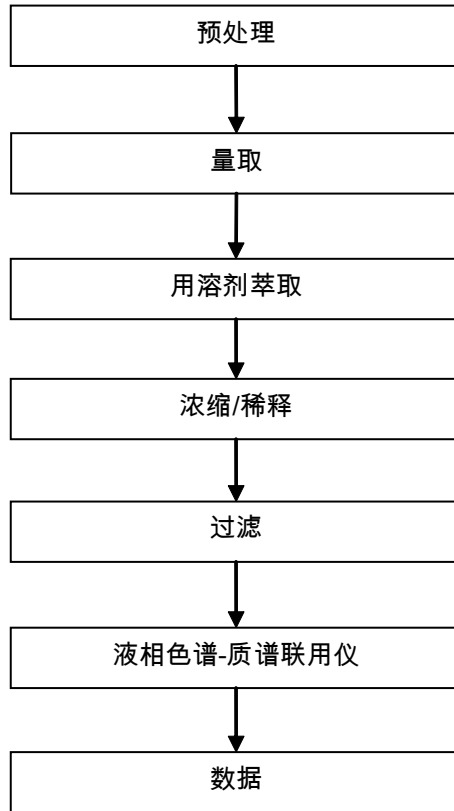 预处理
量取
用溶剂萃取
浓缩/稀释
过滤
液相色谱-质谱联用仪
数据